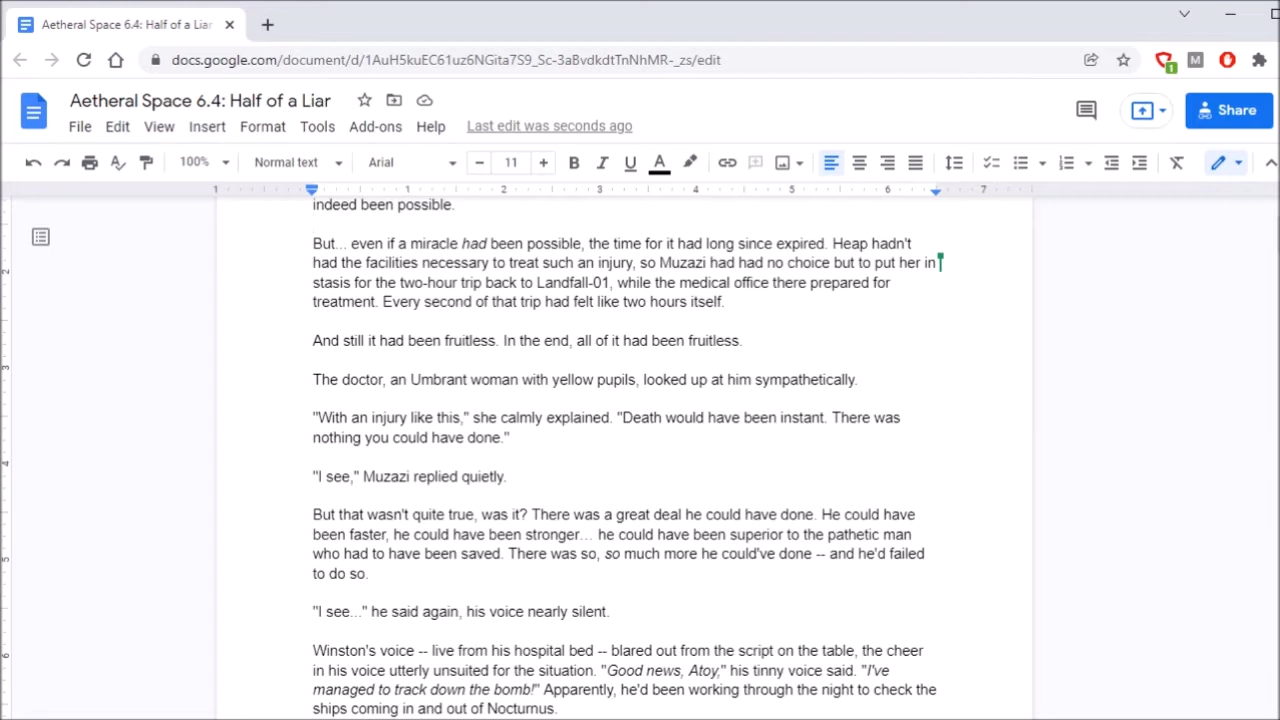 Aetheral Space 6.4: Half of a Liar
docs.google.com/document/d/1AuH5kuEC61uz6NGita7S9_Sc-3aBvdkdtTnNhMR-_zs/edit
1
M
Aetheral Space 6.4: Half of a Liar
File Edit View Insert Format Tools Add-ons Help Last edit was seconds ago
Share
100% Normal text Arial 11 B I U A
1 1 2 3 4 5 6 7
indeed been possible.
But... even if a miracle had been possible, the time for it had long since expired. Heap hadn't
had the facilities necessary to treat such an injury, so Muzazi had had no choice but to put her in
stasis for the two-hour trip back to Landfall-01, while the medical office there prepared for
treatment. Every second of that trip had felt like two hours itself.
And still it had been fruitless. In the end, all of it had been fruitless.
The doctor, an Umbrant woman with yellow pupils, looked up at him sympathetically.
"With an injury like this," she calmly explained. "Death would have been instant. There was
nothing you could have done."
"I see," Muzazi replied quietly.
But that wasn't quite true, was it? There was a great deal he could have done. He could have
been faster, he could have been stronger... he could have been superior to the pathetic man
who had to have been saved. There was so, so much more he could've done -- and he'd failed
to do so.
"I see..." he said again, his voice nearly silent.
Winston's voice -- live from his hospital bed -- blared out from the script on the table, the cheer
in his voice utterly unsuited for the situation. "Good news, Atoy," his tinny voice said. "I've
managed to track down the bomb!" Apparently, he'd been working through the night to check the
ships coming in and out of Nocturnus.
2
3
4
5
6